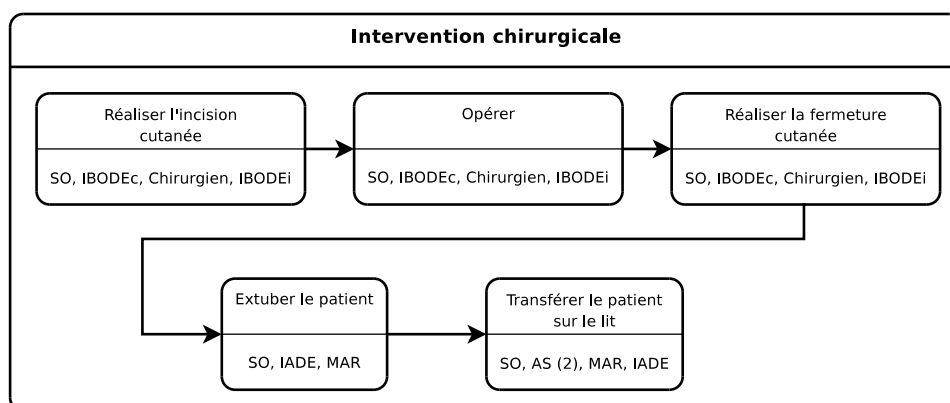 Intervention chirurgicale
Réaliser l'incision
cutanée
SO, IBODEc, Chirurgien, IBODEi
Opérer
SO, IBODEc, Chirurgien, IBODEi
Réaliser la fermeture
cutanée
SO, IBODEc, Chirurgien, IBODEi
Extuber le patient
SO, IADE, MAR
Transférer le patient
sur le lit
SO, AS (2), MAR, IADE